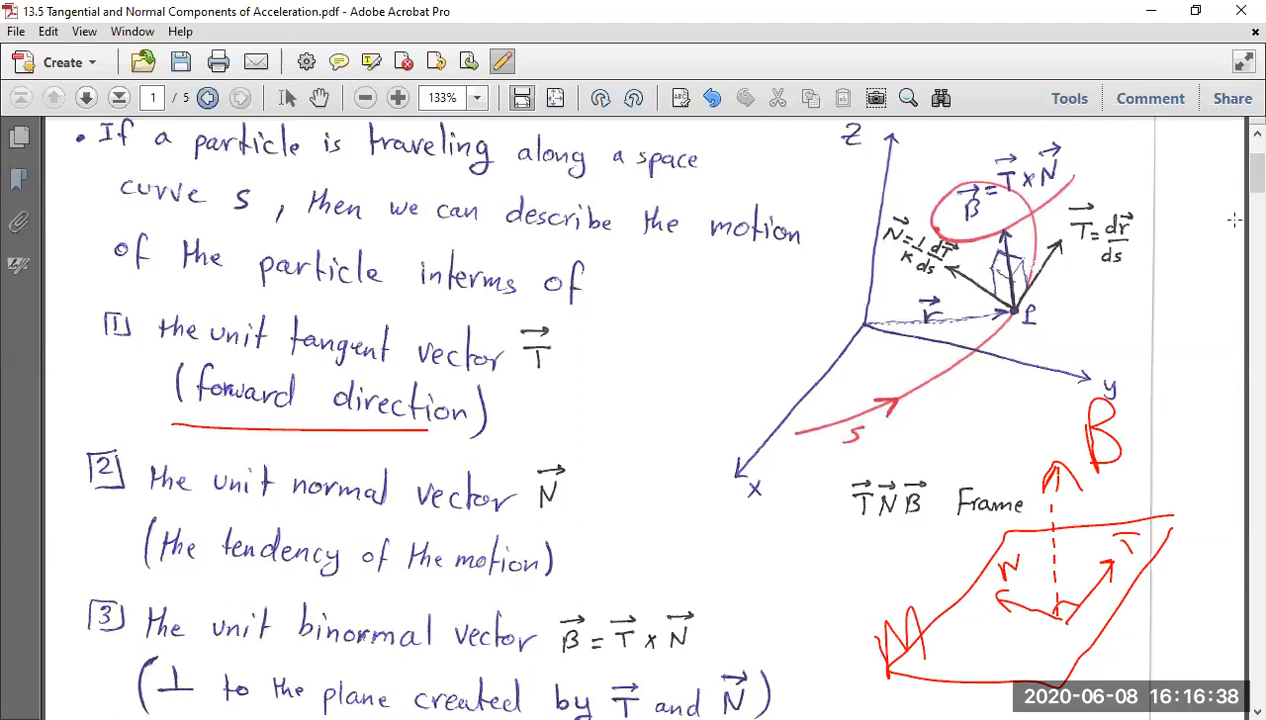 13.5 Tangential and Normal Components of Acceleration.pdf - Adobe Acrobat Pro
File Edit View Window Help
Create
1 / 5 133% Tools Comment Share
• If a particle is traveling along a space
curve s, then we can describe the motion
of the particle interms of
1 the unit tangent vector T⃗
(forward direction)
2 the unit normal vector N⃗
(the tendency of the motion)
3 the unit binormal vector B⃗ = T⃗ x N⃗
(⊥ to the plane created by T⃗ and N⃗)
z
B⃗ = T⃗ x N⃗
N⃗ = 1/κ dT⃗/ds
T⃗ = dr⃗/ds
r⃗
P
y
s
x
B
T⃗ N⃗ B⃗ Frame
T
N
M
2020-06-08 16:16:38